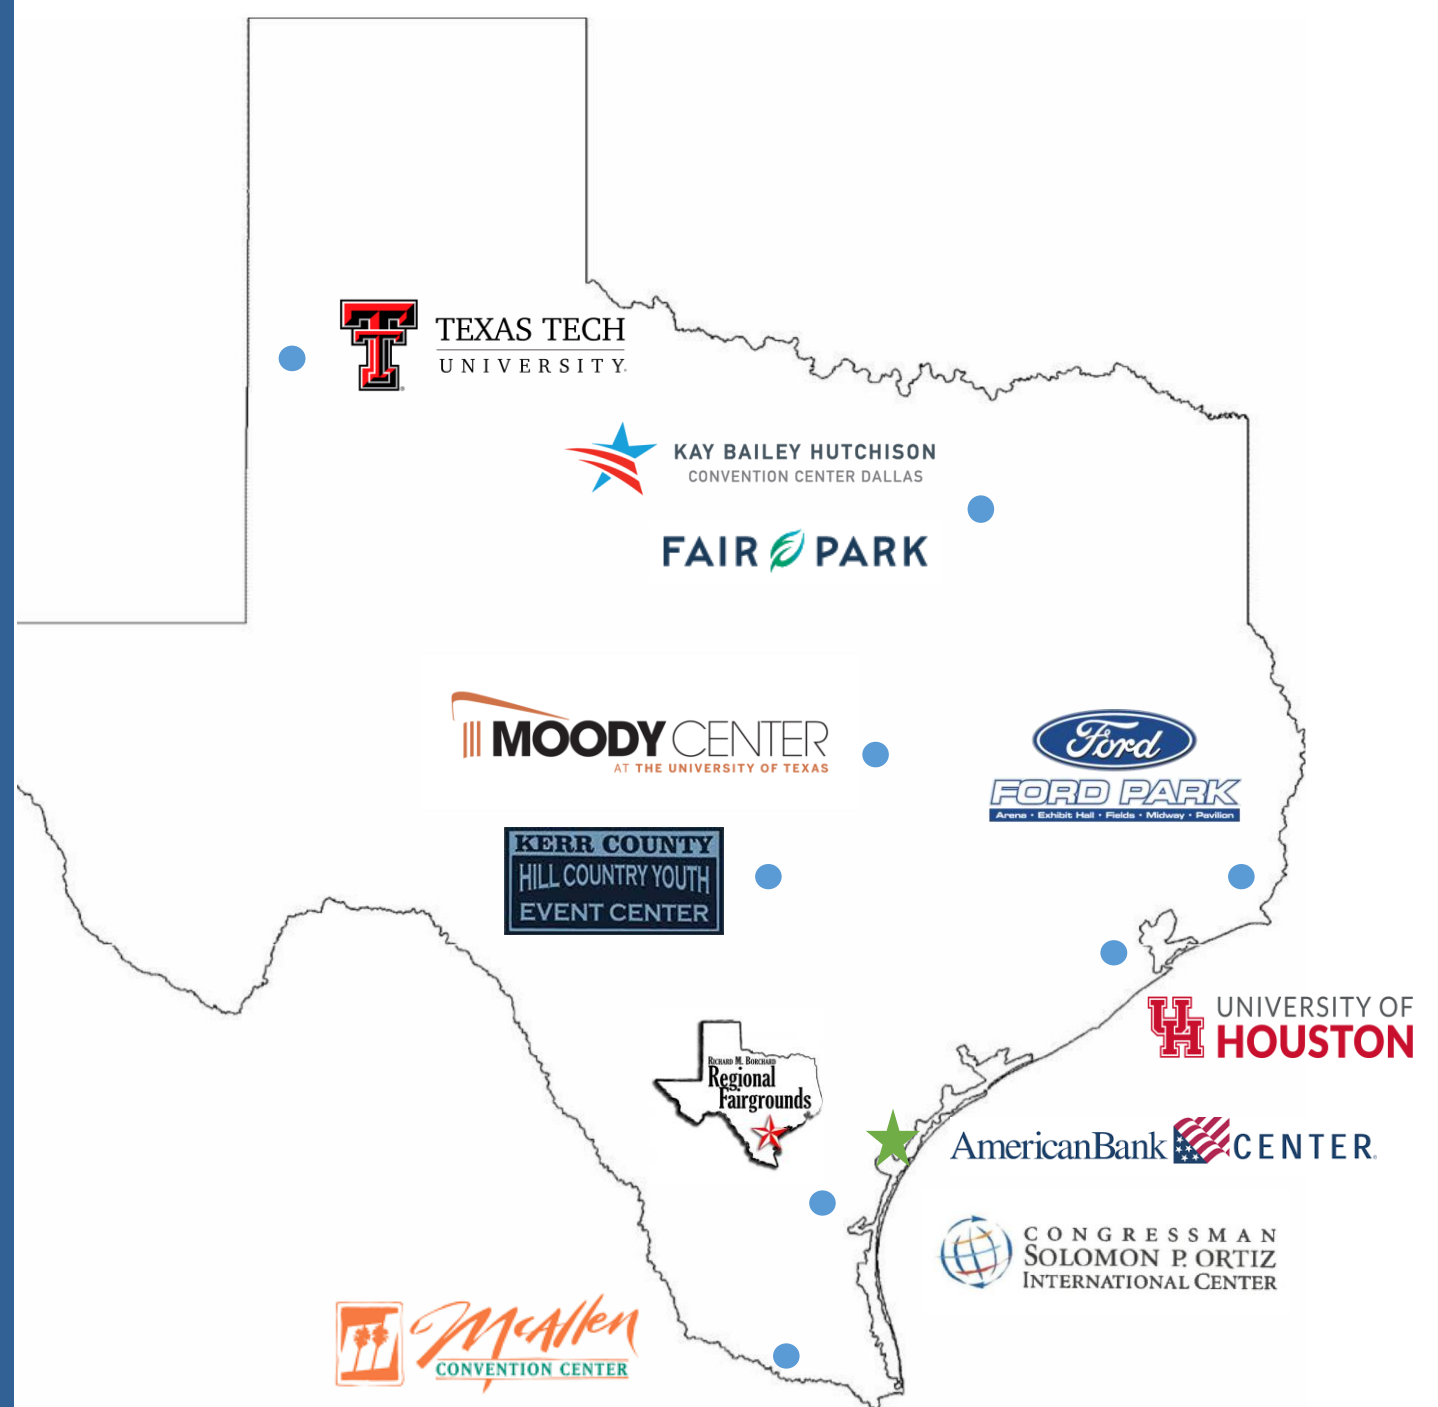 TEXAS TECH
UNIVERSITY.
KAY BAILEY HUTCHISON
CONVENTION CENTER DALLAS
FAIR PARK
MOODY CENTER
AT THE UNIVERSITY OF TEXAS
Ford
FORD PARK
Arena • Exhibit Hall • Fields • Midway • Pavilion
KERR COUNTY
HILL COUNTRY YOUTH
EVENT CENTER
UNIVERSITY OF
HOUSTON
RICHARD M. BORCHARD
Regional
Fairgrounds
AmericanBank CENTER
CONGRESSMAN
SOLOMON P. ORTIZ
INTERNATIONAL CENTER
McAllen
CONVENTION CENTER